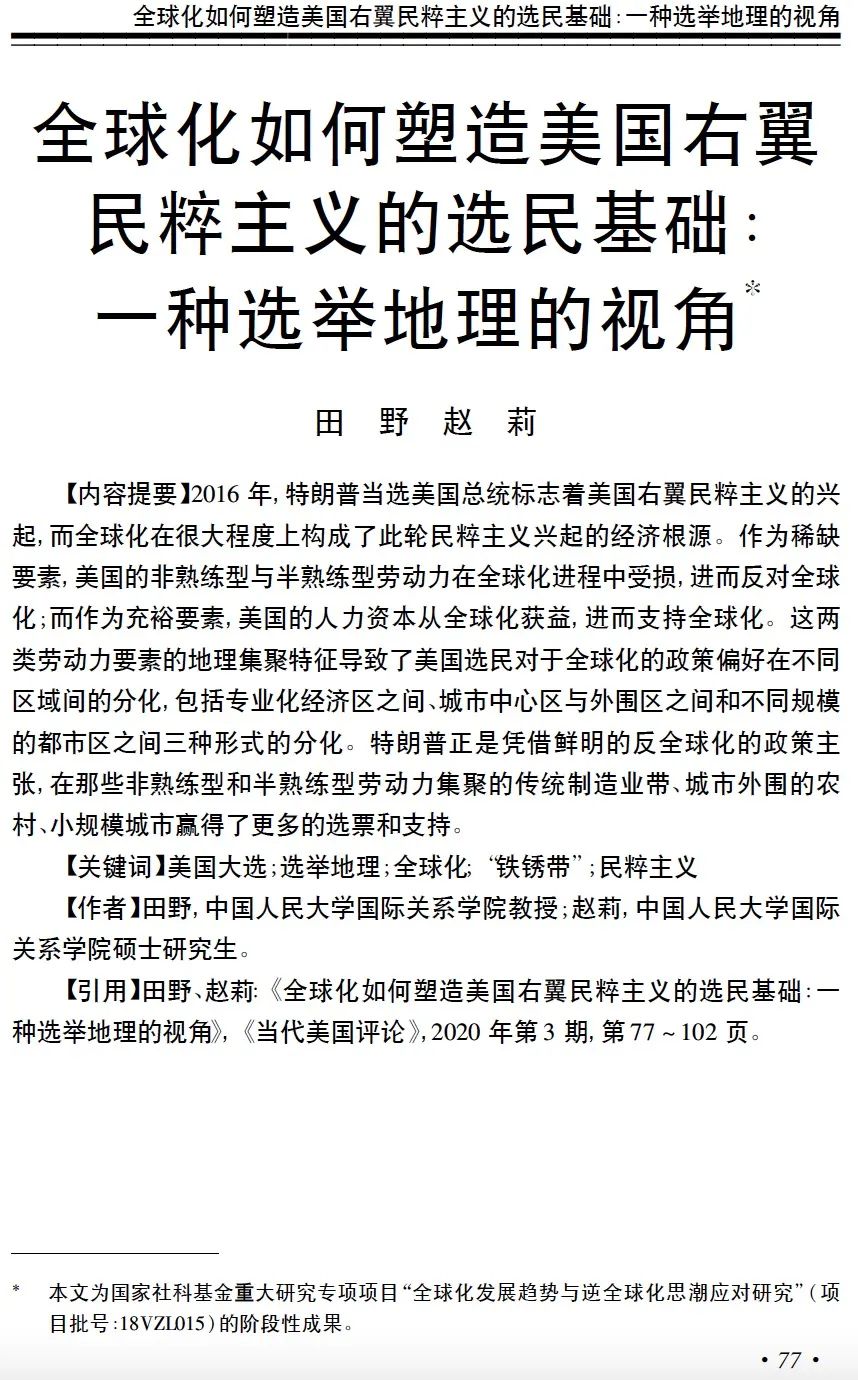 全球化如何塑造美国右翼民粹主义的选民基础:一种选举地理的视角
全球化如何塑造美国右翼
民粹主义的选民基础:
一种选举地理的视角*
田 野 赵 莉
【内容提要】2016 年,特朗普当选美国总统标志着美国右翼民粹主义的兴
起,而全球化在很大程度上构成了此轮民粹主义兴起的经济根源。作为稀缺
要素,美国的非熟练型与半熟练型劳动力在全球化进程中受损,进而反对全球
化;而作为充裕要素,美国的人力资本从全球化获益,进而支持全球化。这两
类劳动力要素的地理集聚特征导致了美国选民对于全球化的政策偏好在不同
区域间的分化,包括专业化经济区之间、城市中心区与外围区之间和不同规模
的都市区之间三种形式的分化。特朗普正是凭借鲜明的反全球化的政策主
张,在那些非熟练型和半熟练型劳动力集聚的传统制造业带、城市外围的农
村、小规模城市赢得了更多的选票和支持。
【关键词】美国大选;选举地理;全球化;“铁锈带”;民粹主义
【作者】田野,中国人民大学国际关系学院教授;赵莉,中国人民大学国际
关系学院硕士研究生。
【引用】田野、赵莉:《全球化如何塑造美国右翼民粹主义的选民基础:一
种选举地理的视角》,《当代美国评论》,2020 年第 3 期,第 77 ~ 102 页。
* 本文为国家社科基金重大研究专项项目“全球化发展趋势与逆全球化思潮应对研究”(项
目批号:18VZL015)的阶段性成果。
· 77 ·